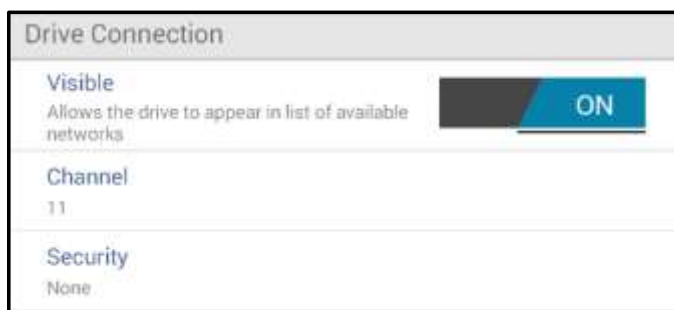 Drive Connection
Visible
ON
Allows the drive to appear in list of available
networks
Channel
11
Security
None